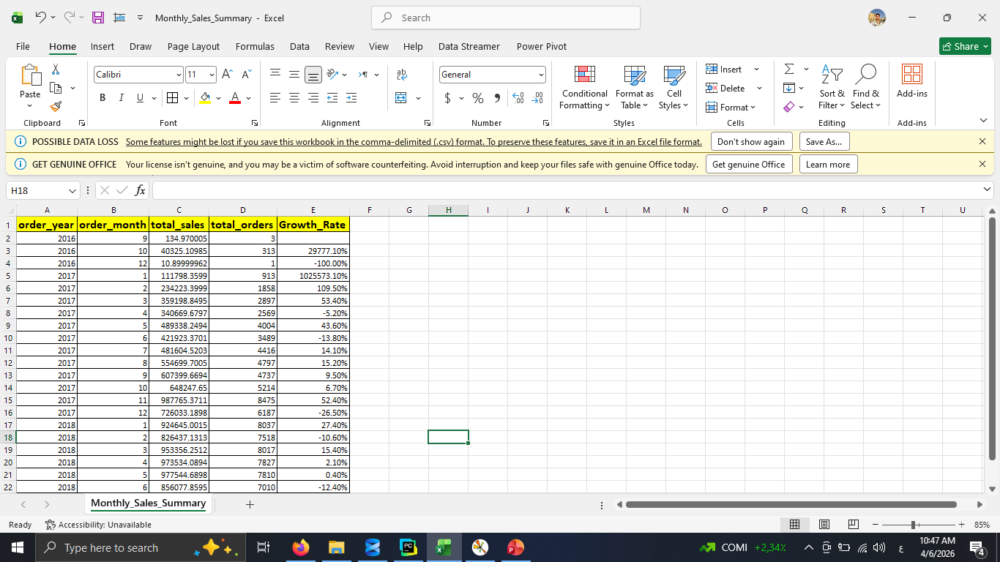 Monthly_Sales_Summary - Excel
Search
File Home Insert Draw Page Layout Formulas Data Review View Help Data Streamer Power Pivot
Share
Paste
Calibri 11
B I U
General
$ % 9
Conditional Formatting
Format as Table
Cell Styles
Insert
Delete
Format
Sort & Filter
Find & Select
Add-ins
Clipboard Font Alignment Number Styles Cells Editing Add-ins
POSSIBLE DATA LOSS Some features might be lost if you save this workbook in the comma-delimited (.csv) format. To preserve these features, save it in an Excel file format. Don't show again Save As...
GET GENUINE OFFICE Your license isn't genuine, and you may be a victim of software counterfeiting. Avoid interruption and keep your files safe with genuine Office today. Get genuine Office Learn more
H18 fx
A B C D E F G H I J K L M N O P Q R S T U
1 order_year order_month total_sales total_orders Growth_Rate
2 2016 9 134.970005 3
3 2016 10 40325.10985 313 29777.10%
4 2016 12 10.89999962 1 -100.00%
5 2017 1 111798.3599 913 1025573.10%
6 2017 2 234223.3999 1858 109.50%
7 2017 3 359198.8495 2897 53.40%
8 2017 4 340669.6797 2569 -5.20%
9 2017 5 489338.2494 4004 43.60%
10 2017 6 421923.3701 3489 -13.80%
11 2017 7 481604.5203 4416 14.10%
12 2017 8 554699.7005 4797 15.20%
13 2017 9 607399.6694 4737 9.50%
14 2017 10 648247.65 5214 6.70%
15 2017 11 987765.3711 8475 52.40%
16 2017 12 726033.1898 6187 -26.50%
17 2018 1 924645.0015 8037 27.40%
18 2018 2 826437.1313 7518 -10.60%
19 2018 3 953356.2512 8017 15.40%
20 2018 4 973534.0894 7827 2.10%
21 2018 5 977544.6898 7810 0.40%
22 2018 6 856077.8595 7010 -12.40%
Monthly_Sales_Summary
Ready Accessibility: Unavailable 85%
Type here to search
COMI +2,34٪
ع
10:47 AM
4/6/2026
4